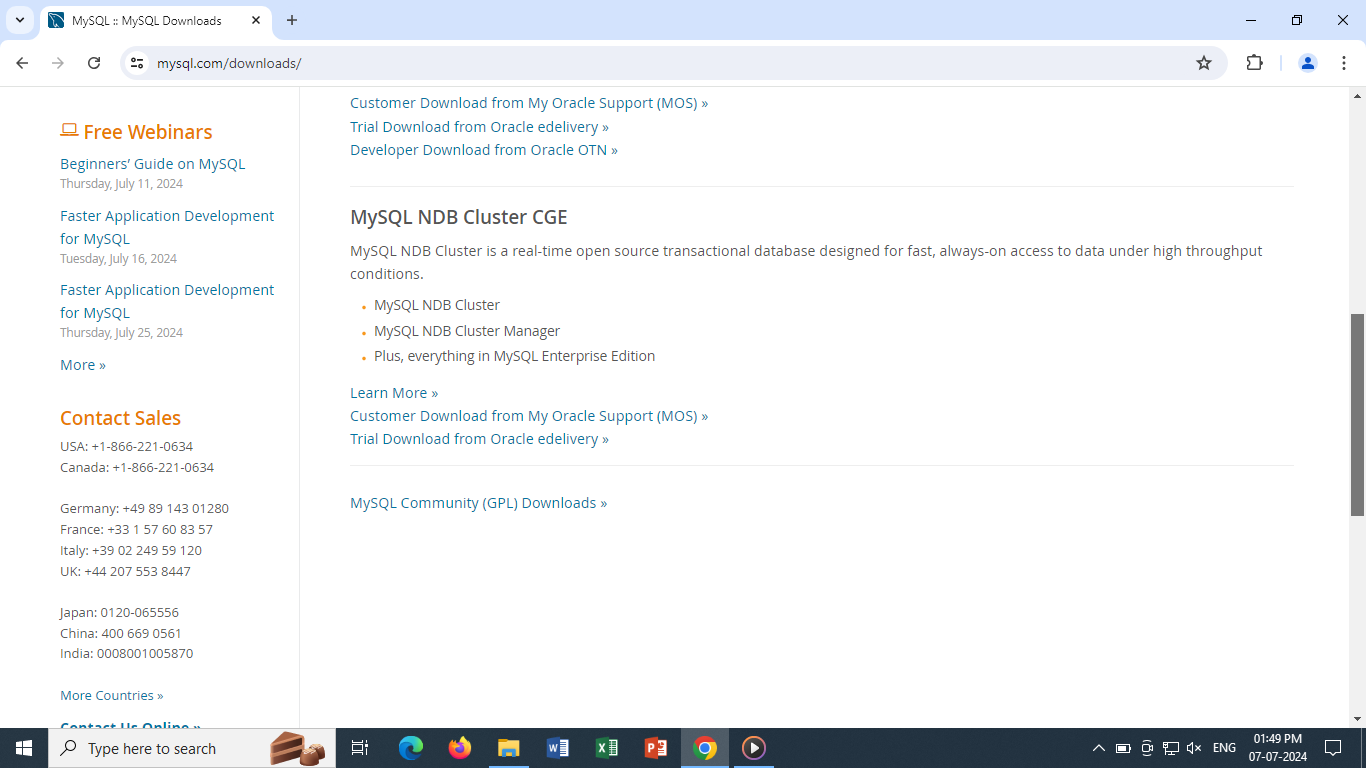 MySQL :: MySQL Downloads
mysql.com/downloads/
Free Webinars
Beginners’ Guide on MySQL
Thursday, July 11, 2024
Faster Application Development
for MySQL
Tuesday, July 16, 2024
Faster Application Development
for MySQL
Thursday, July 25, 2024
More »
Contact Sales
USA: +1-866-221-0634
Canada: +1-866-221-0634
Germany: +49 89 143 01280
France: +33 1 57 60 83 57
Italy: +39 02 249 59 120
UK: +44 207 553 8447
Japan: 0120-065556
China: 400 669 0561
India: 0008001005870
More Countries »
Contact Us Online »
Customer Download from My Oracle Support (MOS) »
Trial Download from Oracle edelivery »
Developer Download from Oracle OTN »
MySQL NDB Cluster CGE
MySQL NDB Cluster is a real-time open source transactional database designed for fast, always-on access to data under high throughput
conditions.
MySQL NDB Cluster
MySQL NDB Cluster Manager
Plus, everything in MySQL Enterprise Edition
Learn More »
Customer Download from My Oracle Support (MOS) »
Trial Download from Oracle edelivery »
MySQL Community (GPL) Downloads »
Type here to search
ENG
01:49 PM
07-07-2024